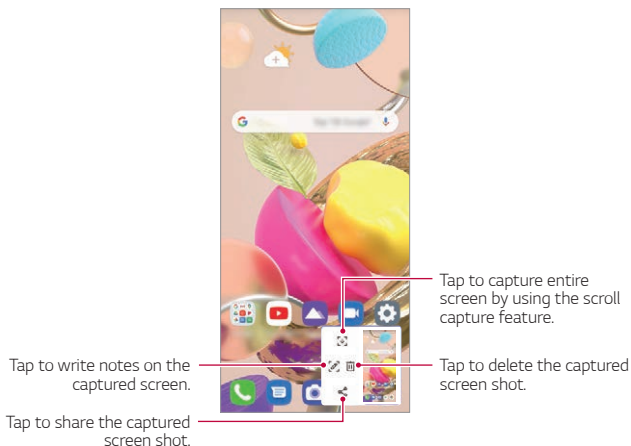 Tap to capture entire
screen by using the scroll
capture feature.
Tap to write notes on the
captured screen.
Tap to delete the captured
screen shot.
Tap to share the captured
screen shot.